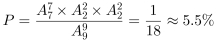 P = \frac{A_7^7 \times A_2^2 \times A_2^2}{A_9^9} = \frac{1}{18} \approx 5.5\%